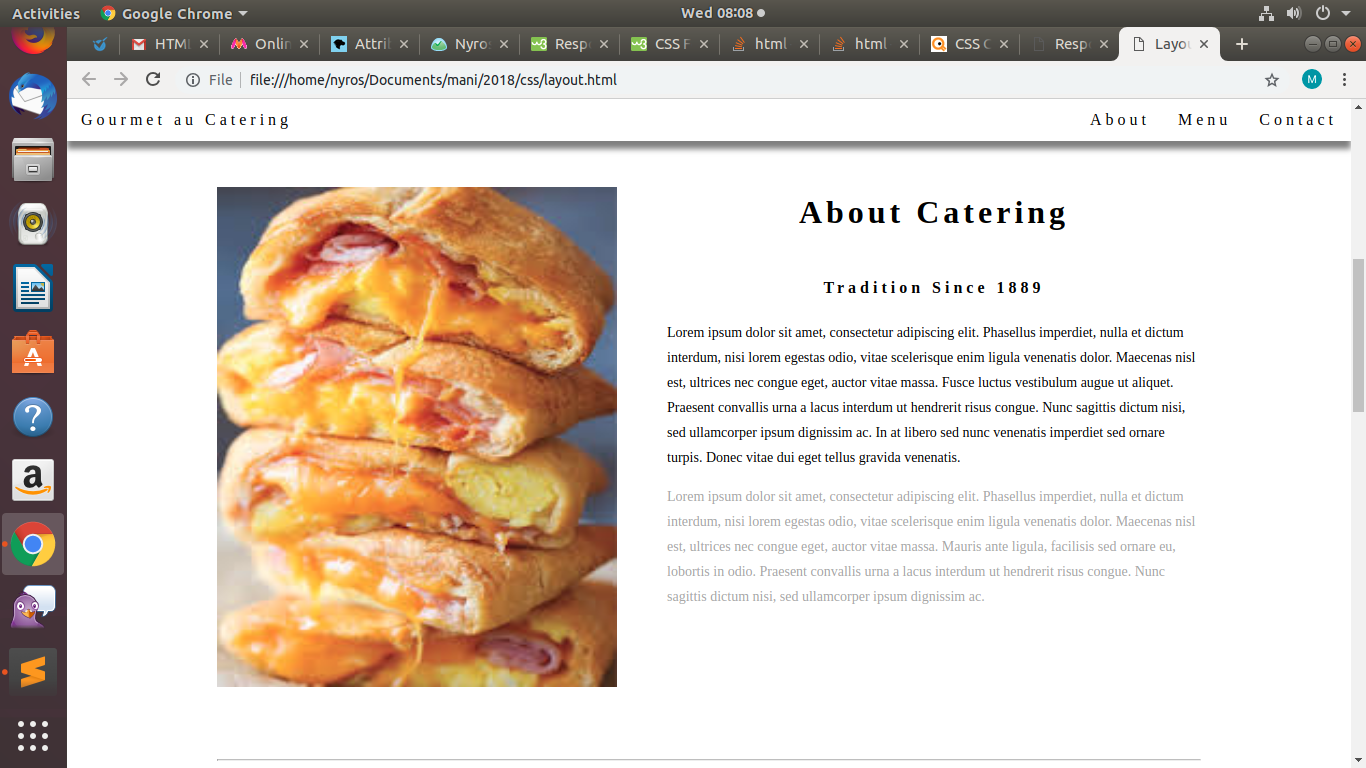 Activities Google Chrome Wed 08:08
HTML Onlin Attril Nyros Resp CSS F html html CSS C Resp Layou
File file:///home/nyros/Documents/mani/2018/css/layout.html M
Gourmet au Catering About Menu Contact
About Catering
Tradition Since 1889
Lorem ipsum dolor sit amet, consectetur adipiscing elit. Phasellus imperdiet, nulla et dictum
interdum, nisi lorem egestas odio, vitae scelerisque enim ligula venenatis dolor. Maecenas nisl
est, ultrices nec congue eget, auctor vitae massa. Fusce luctus vestibulum augue ut aliquet.
Praesent convallis urna a lacus interdum ut hendrerit risus congue. Nunc sagittis dictum nisi,
sed ullamcorper ipsum dignissim ac. In at libero sed nunc venenatis imperdiet sed ornare
turpis. Donec vitae dui eget tellus gravida venenatis.
Lorem ipsum dolor sit amet, consectetur adipiscing elit. Phasellus imperdiet, nulla et dictum
interdum, nisi lorem egestas odio, vitae scelerisque enim ligula venenatis dolor. Maecenas nisl
est, ultrices nec congue eget, auctor vitae massa. Mauris ante ligula, facilisis sed ornare eu,
lobortis in odio. Praesent convallis urna a lacus interdum ut hendrerit risus congue. Nunc
sagittis dictum nisi, sed ullamcorper ipsum dignissim ac.